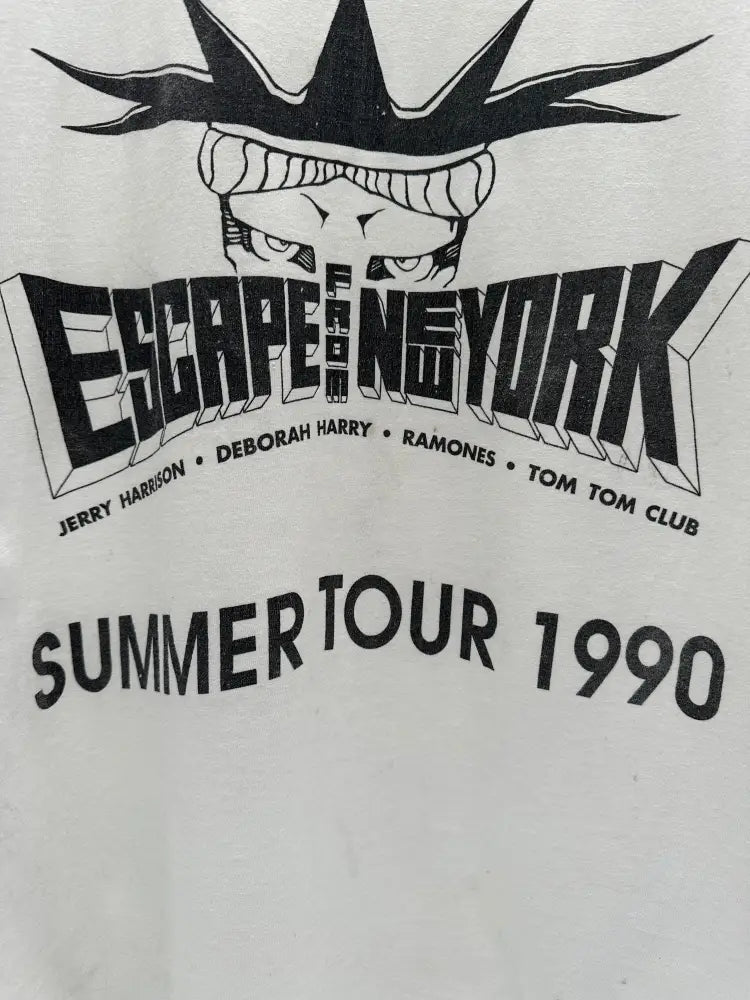 ESCAPE FROM NEW YORK
JERRY HARRISON • DEBORAH HARRY • RAMONES • TOM TOM CLUB
SUMMER TOUR 1990